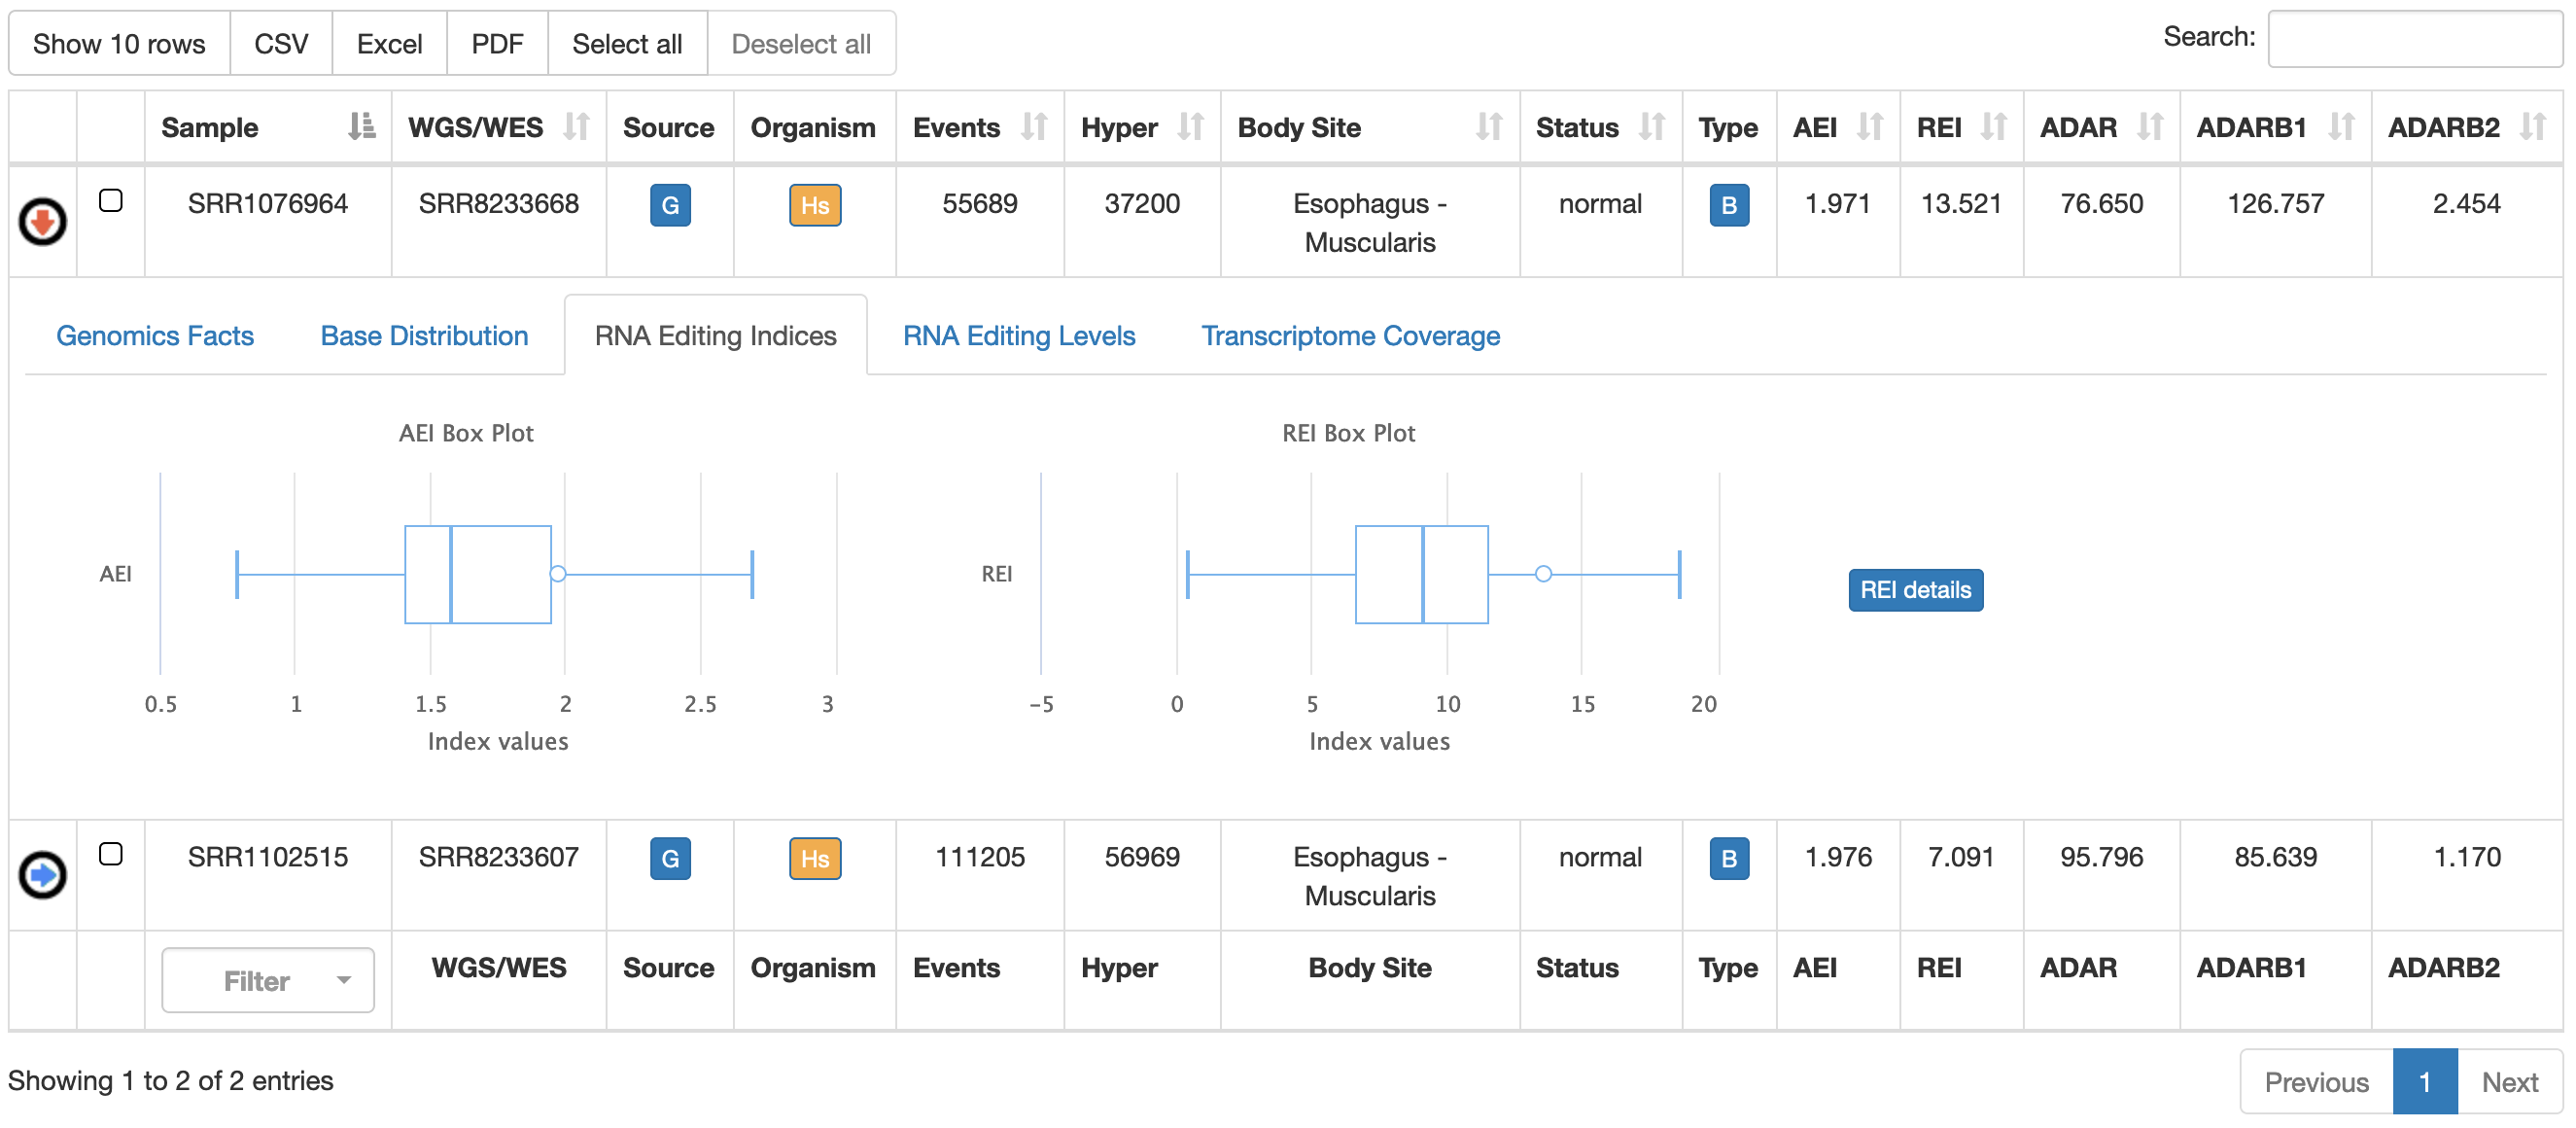 Show 10 rows CSV Excel PDF Select all Deselect all Search:
Sample WGS/WES Source Organism Events Hyper Body Site Status Type AEI REI ADAR ADARB1 ADARB2
SRR1076964 SRR8233668 G Hs 55689 37200 Esophagus - normal B 1.971 13.521 76.650 126.757 2.454
Muscularis
Genomics Facts Base Distribution RNA Editing Indices RNA Editing Levels Transcriptome Coverage
AEI Box Plot REI Box Plot
AEI REI
REI details
0.5 1 1.5 2 2.5 3 -5 0 5 10 15 20
Index values Index values
SRR1102515 SRR8233607 G Hs 111205 56969 Esophagus - normal B 1.976 7.091 95.796 85.639 1.170
Muscularis
Filter WGS/WES Source Organism Events Hyper Body Site Status Type AEI REI ADAR ADARB1 ADARB2
Showing 1 to 2 of 2 entries Previous 1 Next